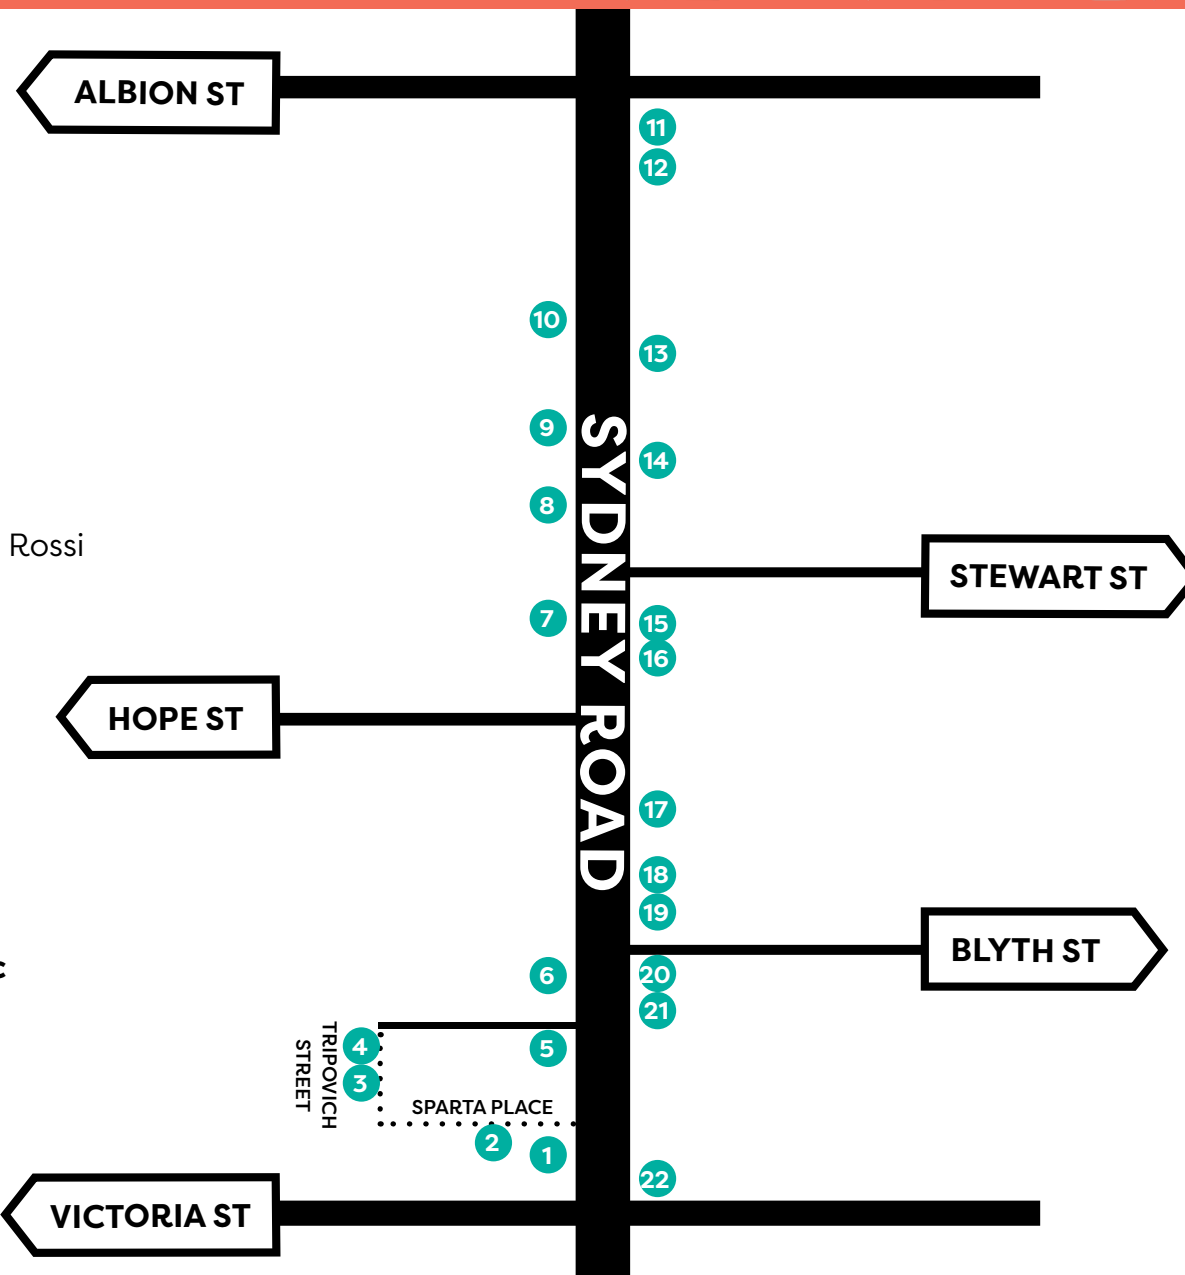 ALBION ST
11
12
10
13
9
14
8
Rossi
STEWART ST
7
15
16
HOPE ST
SYDNEY ROAD
17
18
19
BLYTH ST
c
6
20
21
TRIPOVICH
STREET
4
5
3
SPARTA PLACE
2
1
22
VICTORIA ST